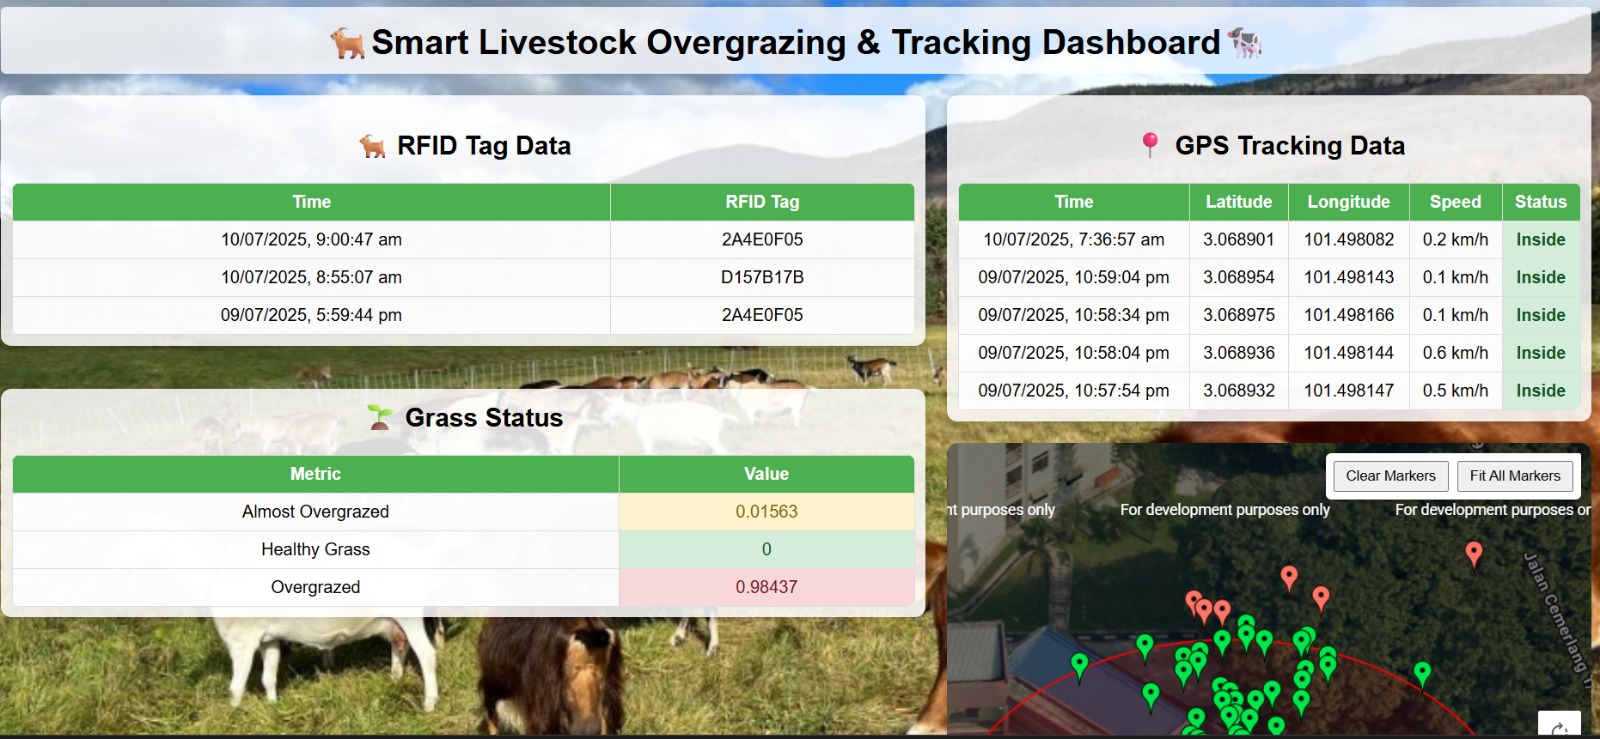 Smart Livestock Overgrazing & Tracking Dashboard
RFID Tag Data
Time RFID Tag
10/07/2025, 9:00:47 am 2A4E0F05
10/07/2025, 8:55:07 am D157B17B
09/07/2025, 5:59:44 pm 2A4E0F05
Grass Status
Metric Value
Almost Overgrazed 0.01563
Healthy Grass 0
Overgrazed 0.98437
GPS Tracking Data
Time Latitude Longitude Speed Status
10/07/2025, 7:36:57 am 3.068901 101.498082 0.2 km/h Inside
09/07/2025, 10:59:04 pm 3.068954 101.498143 0.1 km/h Inside
09/07/2025, 10:58:34 pm 3.068975 101.498166 0.1 km/h Inside
09/07/2025, 10:58:04 pm 3.068936 101.498144 0.6 km/h Inside
09/07/2025, 10:57:54 pm 3.068932 101.498147 0.5 km/h Inside
Clear Markers Fit All Markers
purposes only For development purposes only For development purposes
Jalan Cemerlang